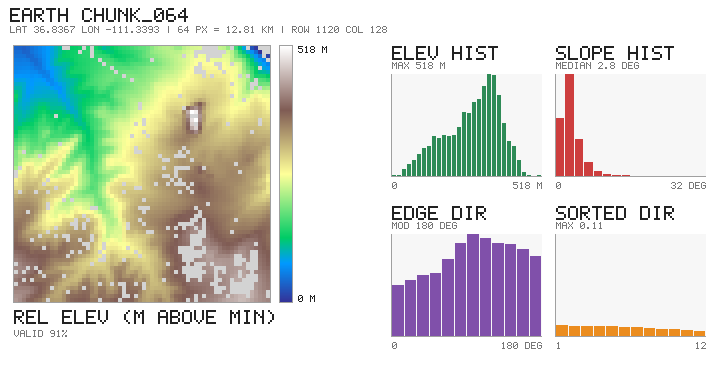 EARTH CHUNK_064
LAT 36.8367 LON -111.3393 | 64 PX = 12.81 KM | ROW 1120 COL 128
518 M
0 M
REL ELEV (M ABOVE MIN)
VALID 91%
ELEV HIST
MAX 518 M
0 518 M
SLOPE HIST
MEDIAN 2.8 DEG
0 32 DEG
EDGE DIR
MOD 180 DEG
0 180 DEG
SORTED DIR
MAX 0.11
1 12